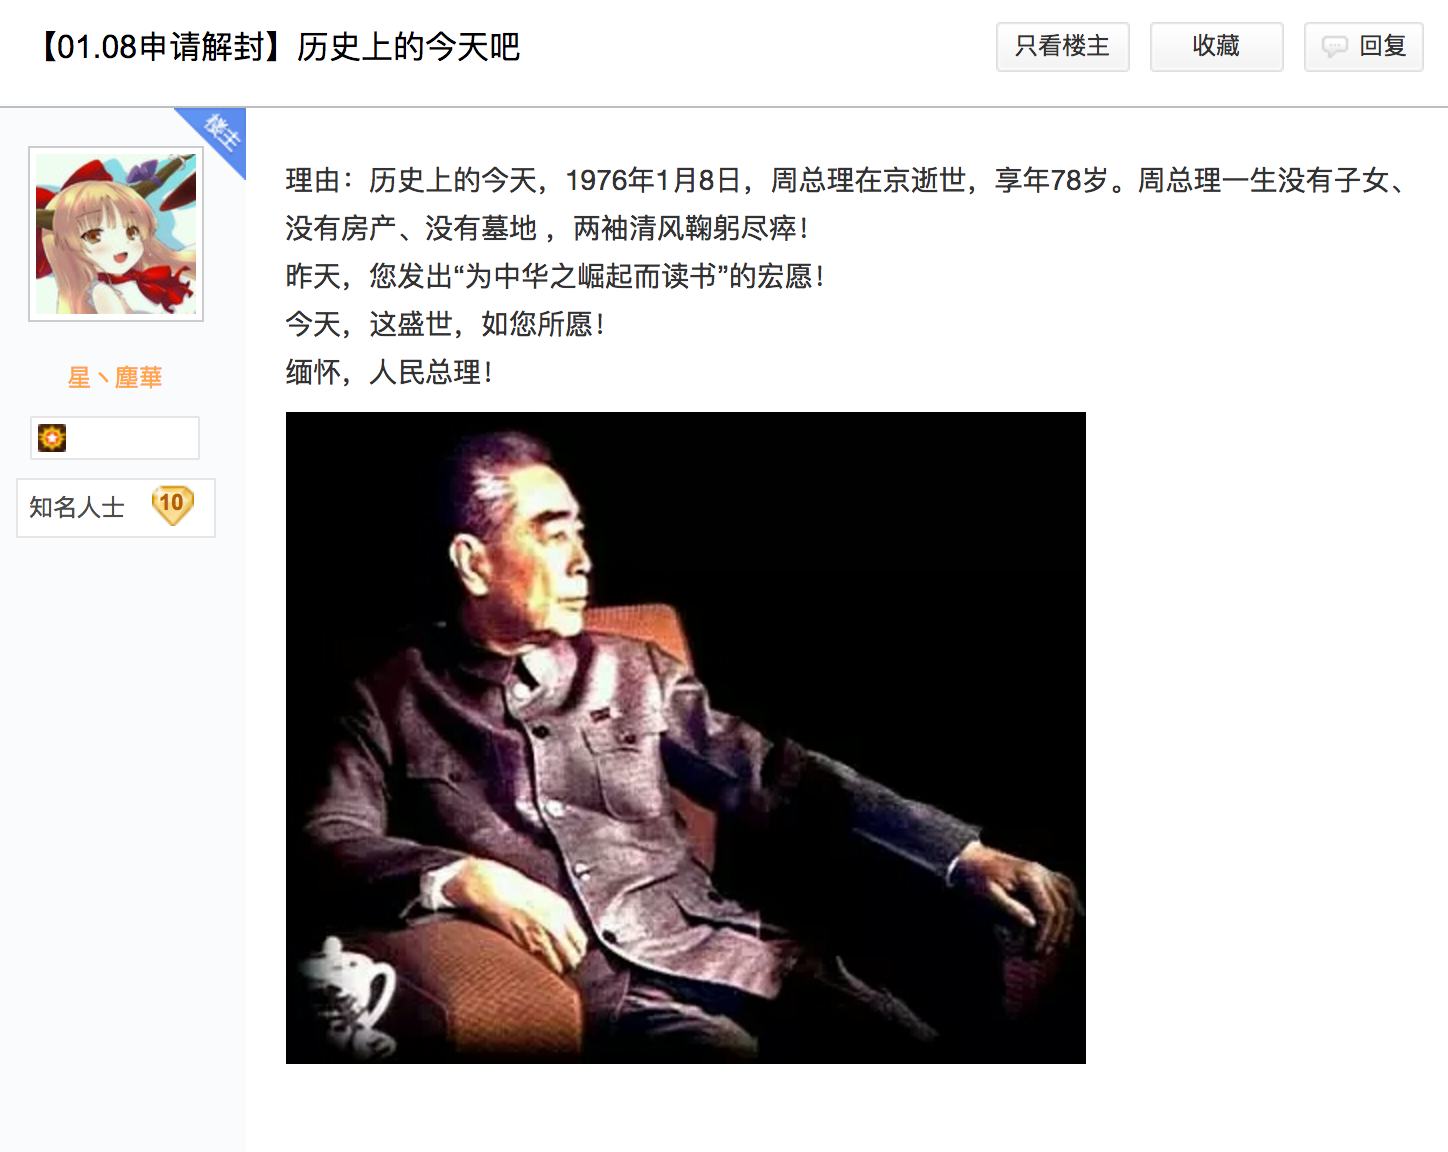 【01.08申请解封】历史上的今天吧
只看楼主
收藏
回复
楼主
星丶塵華
知名人士
10
理由：历史上的今天，1976年1月8日，周总理在京逝世，享年78岁。周总理一生没有子女、
没有房产、没有墓地 ，两袖清风鞠躬尽瘁！
昨天，您发出“为中华之崛起而读书”的宏愿！
今天，这盛世，如您所愿！
缅怀，人民总理！